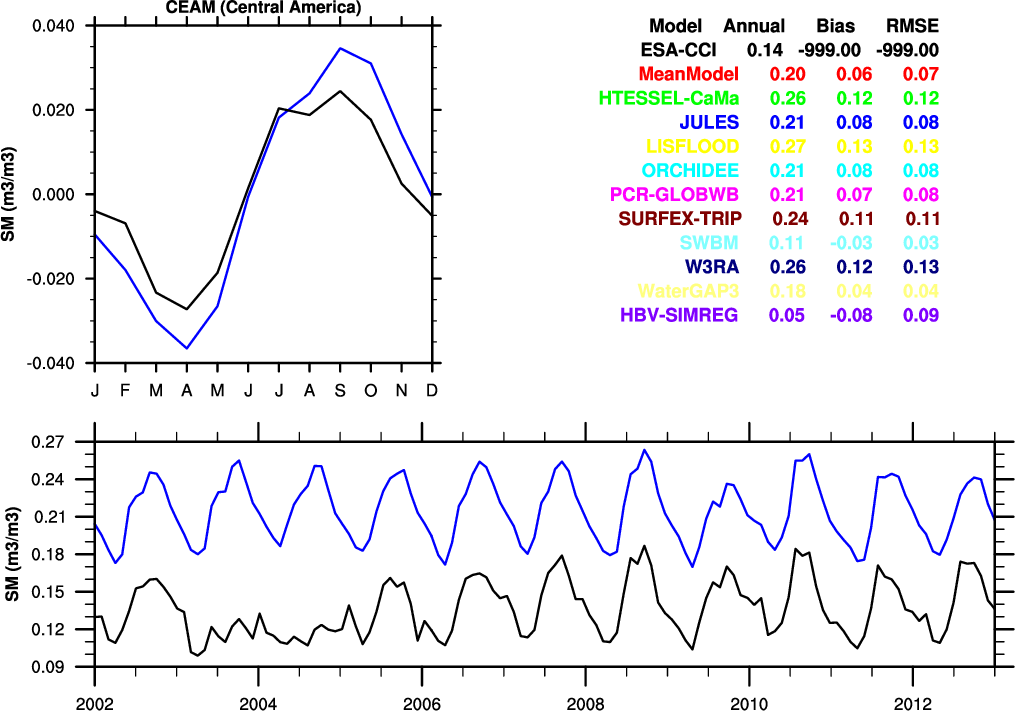 CEAM (Central America)
0.040
0.020
0.000
-0.020
-0.040
SM (m3/m3)
J F M A M J J A S O N D
Model Annual Bias RMSE
ESA-CCI 0.14 -999.00 -999.00
MeanModel 0.20 0.06 0.07
HTESSEL-CaMa 0.26 0.12 0.12
JULES 0.21 0.08 0.08
LISFLOOD 0.27 0.13 0.13
ORCHIDEE 0.21 0.08 0.08
PCR-GLOBWB 0.21 0.07 0.08
SURFEX-TRIP 0.24 0.11 0.11
SWBM 0.11 -0.03 0.03
W3RA 0.26 0.12 0.13
WaterGAP3 0.18 0.04 0.04
HBV-SIMREG 0.05 -0.08 0.09
0.27
0.24
0.21
0.18
0.15
0.12
0.09
SM (m3/m3)
2002 2004 2006 2008 2010 2012